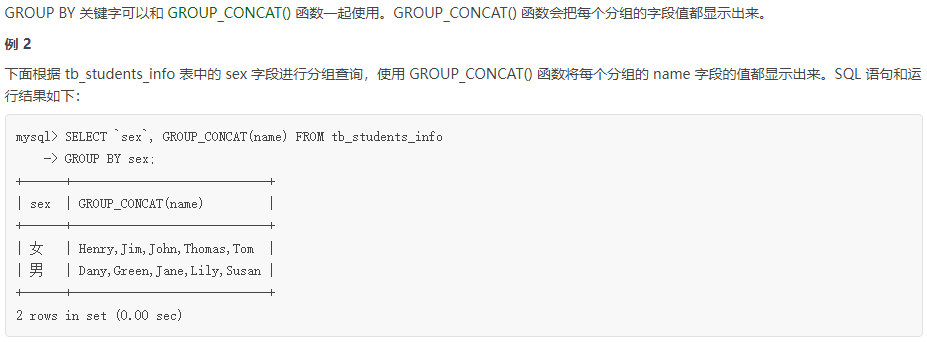 GROUP BY 关键字可以和 GROUP_CONCAT() 函数一起使用。GROUP_CONCAT() 函数会把每个分组的字段值都显示出来。
例 2
下面根据 tb_students_info 表中的 sex 字段进行分组查询，使用 GROUP_CONCAT() 函数将每个分组的 name 字段的值都显示出来。SQL 语句和运
行结果如下：
mysql> SELECT `sex`, GROUP_CONCAT(name) FROM tb_students_info
    -> GROUP BY sex;
+------+----------------------------+
| sex  | GROUP_CONCAT(name)         |
+------+----------------------------+
| 女   | Henry,Jim,John,Thomas,Tom  |
| 男   | Dany,Green,Jane,Lily,Susan |
+------+----------------------------+
2 rows in set (0.00 sec)